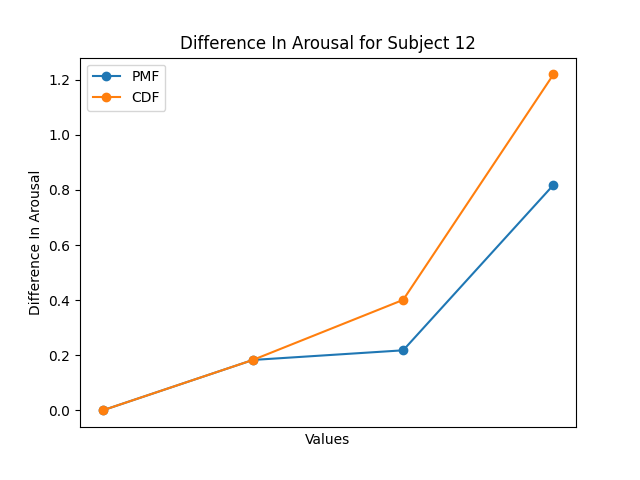 Difference In Arousal for Subject 12
PMF
CDF
1.2
1.0
0.8
0.6
0.4
0.2
0.0
Difference In Arousal
Values